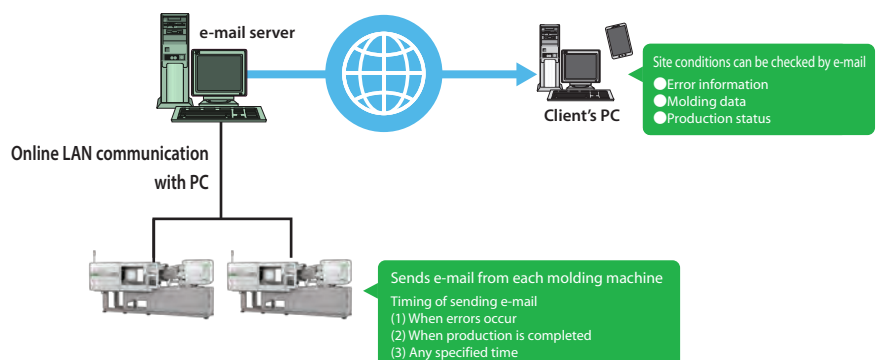 e-mail server
Site conditions can be checked by e-mail
●Error information
●Molding data
●Production status
Client's PC
Online LAN communication
with PC
Sends e-mail from each molding machine
Timing of sending e-mail
(1) When errors occur
(2) When production is completed
(3) Any specified time